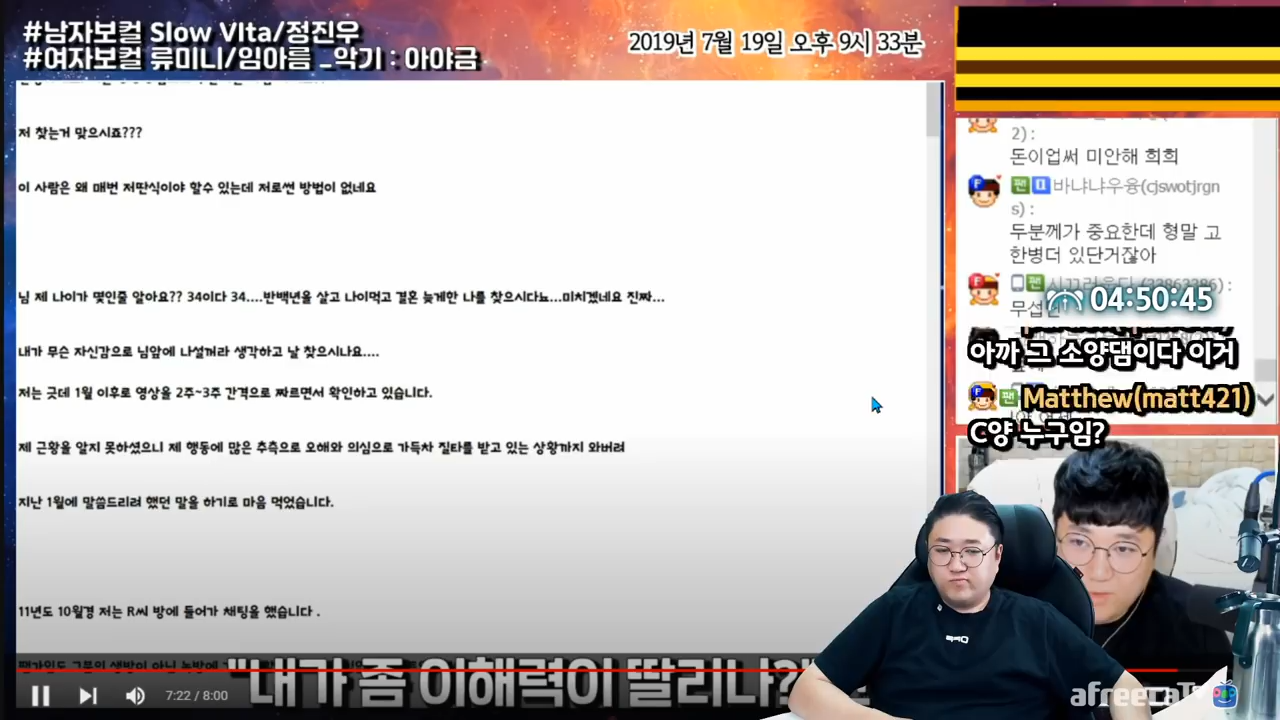 #남자보컬 Slow VIta/정진우
#여자보컬 류미니/임아름 _악기 : 아야금
2019년 7월 19일 오후 9시 33분
저 찾는거 맞으시죠???
이 사람은 왜 매번 저딴식이야 할수 있는데 저로썬 방법이 없네요
님 제 나이가 몇인줄 알아요?? 34이다 34....반백년을 살고 나이먹고 결혼 늦게한 나를 찾으시다뇨...미치겠네요 진짜...
내가 무슨 자신감으로 님앞에 나설꺼라 생각하고 날 찾으시나요....
저는 긋데 1월 이후로 영상을 2주~3주 간격으로 짜르면서 확인하고 있습니다.
제 근황을 알지 못하셨으니 제 행동에 많은 추측으로 오해와 의심으로 가득차 질타를 받고 있는 상황까지 와버려
지난 1월에 말씀드리려 했던 말을 하기로 마음 먹었습니다.
11년도 10월경 저는 R씨 방에 들어가 채팅을 했습니다 .
"내가 좀 이해력이 딸리나?
7:22 / 8:00
2) :
돈이업써 미안해 희희
팬 바냐냐우융(cjswotjrgn
s) :
두분께가 중요한데 형말 고
한병더 있단거잖아
무섭
04:50:45
아까 그 소양댐이다 이거
팬 Matthew(matt421)
C양 누구임?
afreecaTV